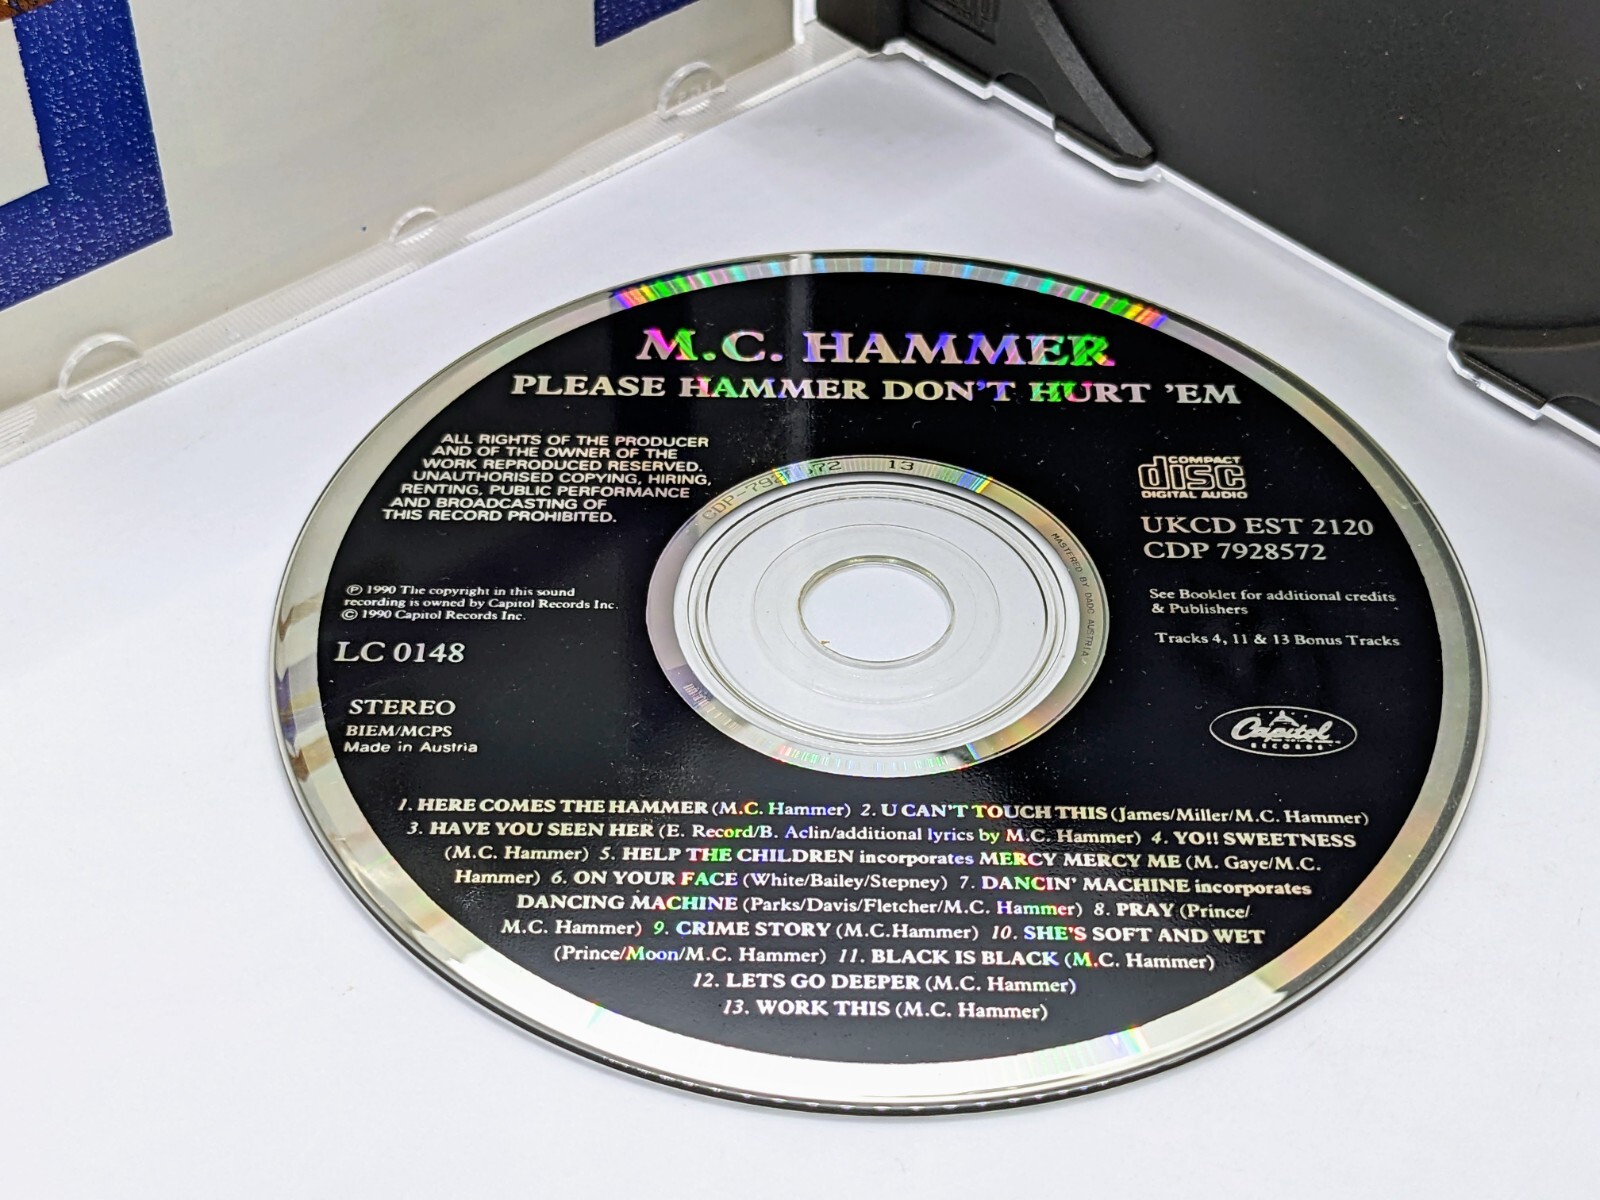 M.C. HAMMER
PLEASE HAMMER DON'T HURT 'EM
ALL RIGHTS OF THE PRODUCER
AND OF THE OWNER OF THE
WORK REPRODUCED RESERVED.
UNAUTHORISED COPYING, HIRING,
RENTING, PUBLIC PERFORMANCE
AND BROADCASTING OF
THIS RECORD PROHIBITED.
℗ 1990 The copyright in this sound
recording is owned by Capitol Records Inc.
© 1990 Capitol Records Inc.
LC 0148
STEREO
BIEM/MCPS
Made in Austria
13
MASTERED BY DADC AUSTRIA
COMPACT
disc
DIGITAL AUDIO
UKCD EST 2120
CDP 7928572
See Booklet for additional credits
& Publishers
Tracks 4, 11 & 13 Bonus Tracks
Capitol
RECORDS
1. HERE COMES THE HAMMER (M.C. Hammer) 2. U CAN'T TOUCH THIS (James/Miller/M.C. Hammer)
3. HAVE YOU SEEN HER (E. Record/B. Aclin/additional lyrics by M.C. Hammer) 4. YO!! SWEETNESS
(M.C. Hammer) 5. HELP THE CHILDREN incorporates MERCY MERCY ME (M. Gaye/M.C.
Hammer) 6. ON YOUR FACE (White/Bailey/Stepney) 7. DANCIN' MACHINE incorporates
DANCING MACHINE (Parks/Davis/Fletcher/M.C. Hammer) 8. PRAY (Prince/
M.C. Hammer) 9. CRIME STORY (M.C.Hammer) 10. SHE'S SOFT AND WET
(Prince/Moon/M.C. Hammer) 11. BLACK IS BLACK (M.C. Hammer)
12. LETS GO DEEPER (M.C. Hammer)
13. WORK THIS (M.C. Hammer)